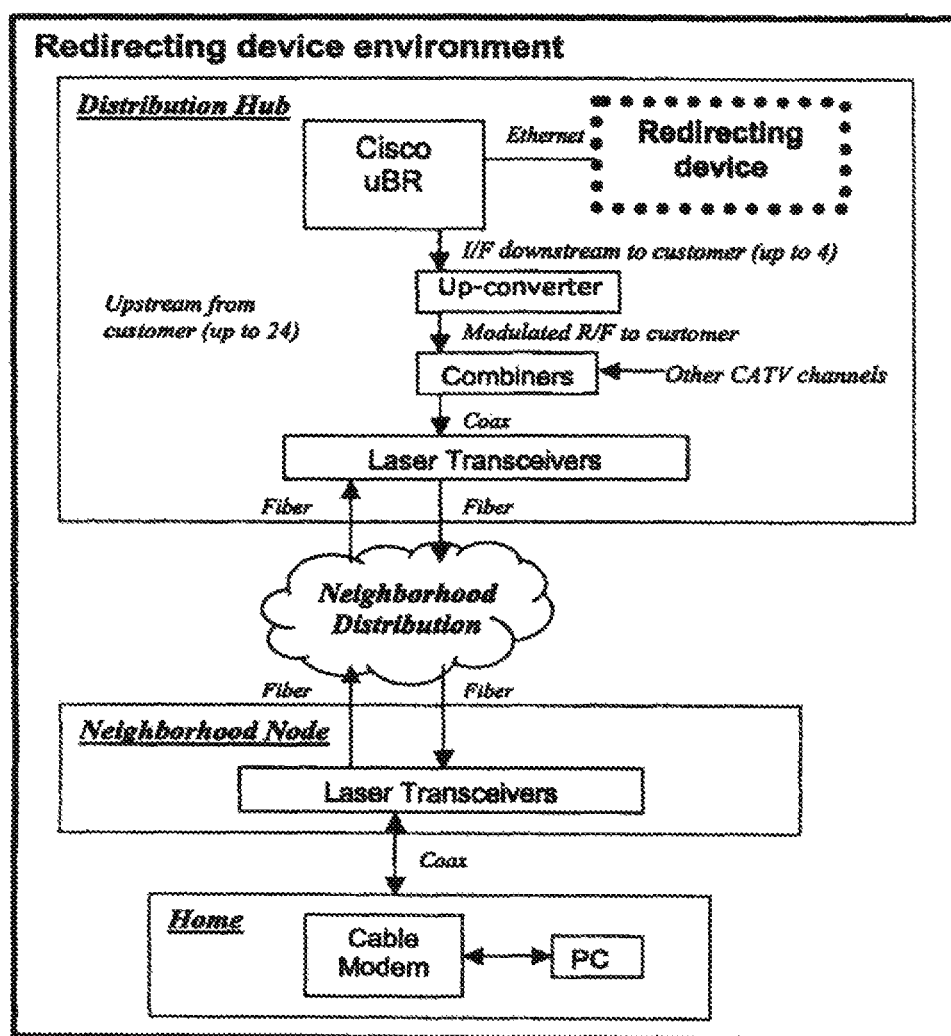 Redirecting device environment
Distribution Hub
Cisco
uBR
Ethernet
Redirecting
device
I/F downstream to customer (up to 4)
Up-converter
Upstream from
customer (up to 24)
Modulated R/F to customer
Combiners
Other CATV channels
Coax
Laser Transceivers
Fiber
Fiber
Neighborhood
Distribution
Fiber
Fiber
Neighborhood Node
Laser Transceivers
Coax
Home
Cable
Modem
PC